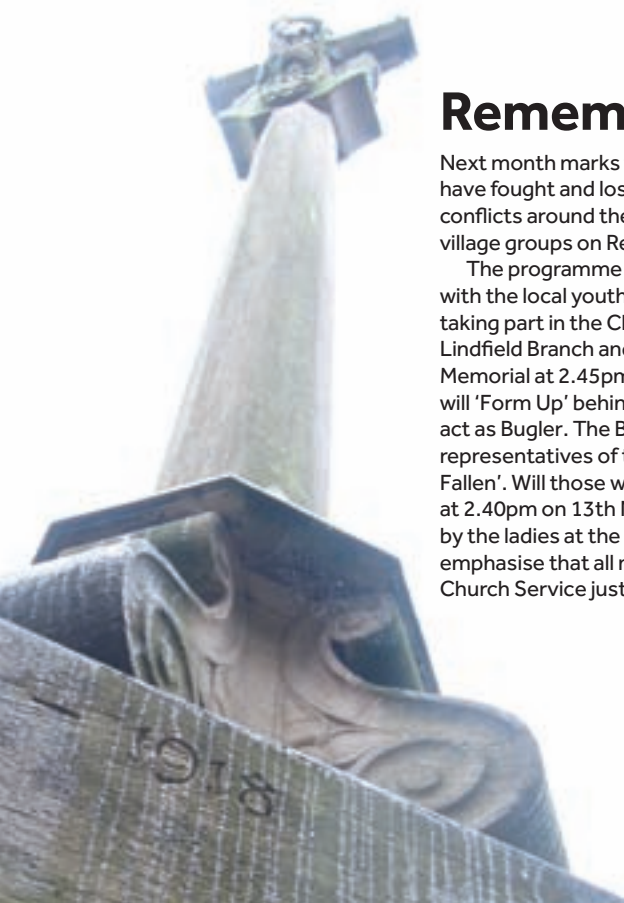 Remem
Next month marks
have fought and los
conflicts around the
village groups on Re
The programme
with the local youth
taking part in the
Lindfield Branch and
Memorial at 2.45pm
will ‘Form Up’ behin
act as Bugler. The B
representatives of t
Fallen’. Will those w
at 2.40pm on 13th
by the ladies at the
emphasise that all
Church Service just
– 1918